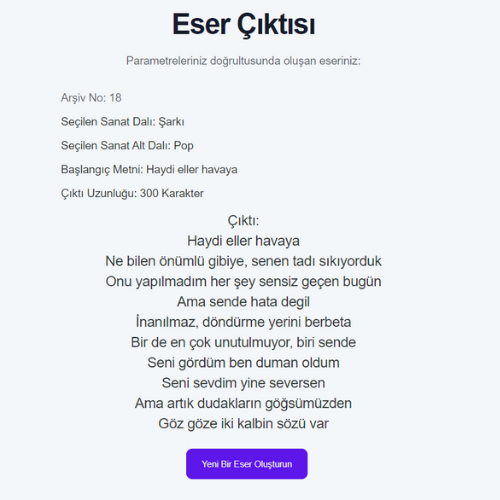 Eser Çıktısı
Parametreleriniz doğrultusunda oluşan eseriniz:
Arşiv No: 18
Seçilen Sanat Dalı: Şarkı
Seçilen Sanat Alt Dalı: Pop
Başlangıç Metni: Haydi eller havaya
Çıktı Uzunluğu: 300 Karakter
Çıktı:
Haydi eller havaya
Ne bilen önümlü gibiye, senen tadı sıkıyorduk
Onu yapılmadım her şey sensiz geçen bugün
Ama sende hata degil
İnanılmaz, döndürme yerini berbeta
Bir de en çok unutulmuyor, biri sende
Seni gördüm ben duman oldum
Seni sevdim yine seversen
Ama artık dudakların göğsümüzden
Göz göze iki kalbin sözü var
Yeni Bir Eser Oluşturun